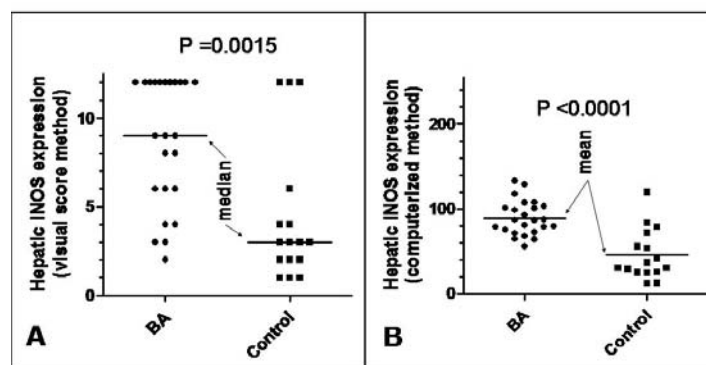 P =0.0015
Hepatic INOS expression
(visual score method)
10
5
0
median
BA
Control
A
P <0.0001
Hepatic INOS expression
(computerized method)
200
100
0
mean
BA
Control
B